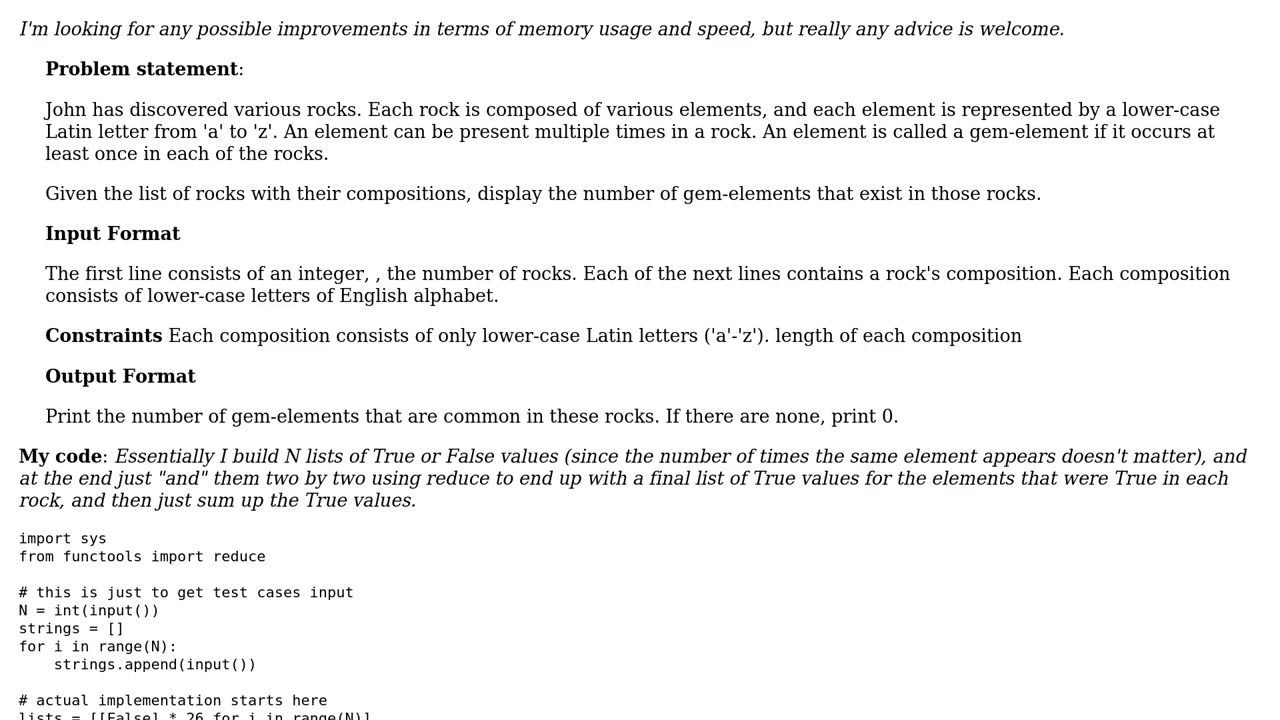 I'm looking for any possible improvements in terms of memory usage and speed, but really any advice is welcome.
Problem statement:
John has discovered various rocks. Each rock is composed of various elements, and each element is represented by a lower-case
Latin letter from 'a' to 'z'. An element can be present multiple times in a rock. An element is called a gem-element if it occurs at
least once in each of the rocks.
Given the list of rocks with their compositions, display the number of gem-elements that exist in those rocks.
Input Format
The first line consists of an integer, , the number of rocks. Each of the next lines contains a rock's composition. Each composition
consists of lower-case letters of English alphabet.
Constraints Each composition consists of only lower-case Latin letters ('a'-'z'). length of each composition
Output Format
Print the number of gem-elements that are common in these rocks. If there are none, print 0.
My code: Essentially I build N lists of True or False values (since the number of times the same element appears doesn't matter), and
at the end just "and" them two by two using reduce to end up with a final list of True values for the elements that were True in each
rock, and then just sum up the True values.
import sys
from functools import reduce
# this is just to get test cases input
N = int(input())
strings = []
for i in range(N):
    strings.append(input())
# actual implementation starts here
lists = [[False] * 26 for i in range(N)]